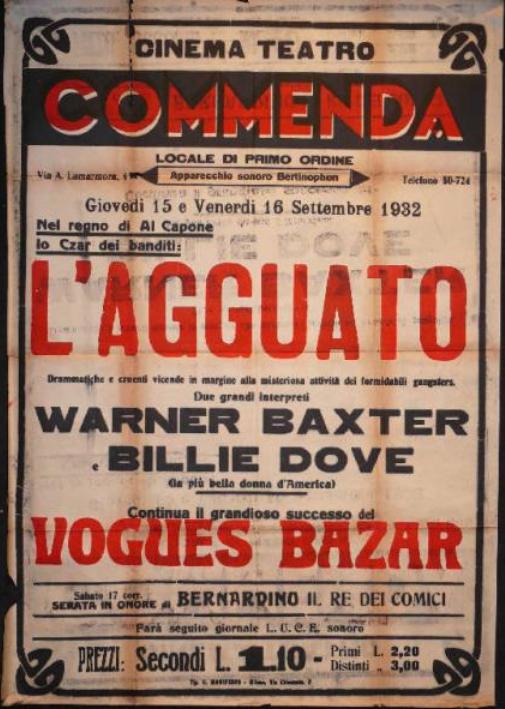 CINEMA TEATRO
COMMENDA
LOCALE DI PRIMO ORDINE
Via A. Lamarmora, Apparecchio sonoro Bertinophon Telefono 50-724
Giovedì 15 e Venerdì 16 Settembre 1932
Nel regno di Al Capone
lo Czar dei banditi:
L'AGGUATO
Drammatiche e cruenti vicende in margine alla misteriosa attività dei formidabili gangsters.
Due grandi interpreti
WARNER BAXTER
e BILLIE DOVE
(la più bella donna d'America)
Continua il grandioso successo del
VOGUES BAZAR
Sabato 17 corr.
SERATA IN ONORE di BERNARDINO IL RE DEI COMICI
Farà seguito giornale L. U. C. E. sonoro
PREZZI: Secondi L. 1.10 - Primi L. 2,20
Distinti „ 3,00